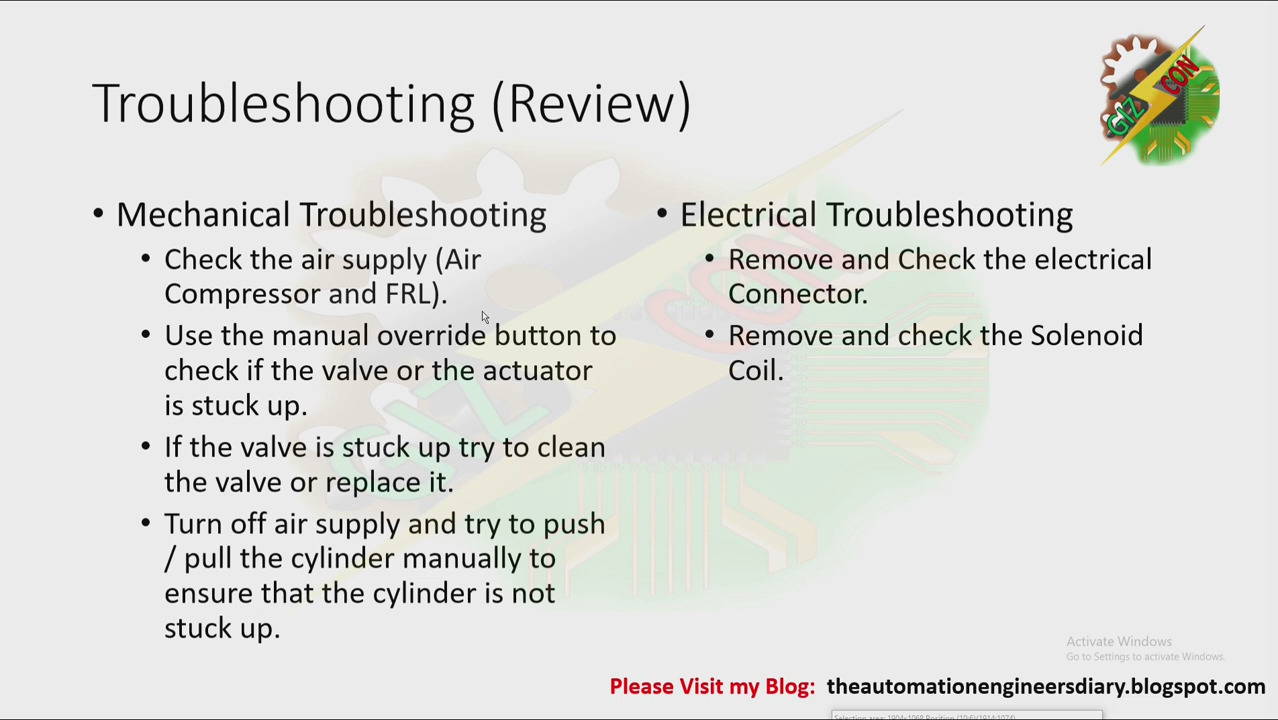 Troubleshooting (Review)
GIZ CON
• Mechanical Troubleshooting
• Check the air supply (Air
Compressor and FRL).
• Use the manual override button to
check if the valve or the actuator
is stuck up.
• If the valve is stuck up try to clean
the valve or replace it.
• Turn off air supply and try to push
/ pull the cylinder manually to
ensure that the cylinder is not
stuck up.
• Electrical Troubleshooting
• Remove and Check the electrical
Connector.
• Remove and check the Solenoid
Coil.
GIZ CON
Activate Windows
Go to Settings to activate Windows.
Please Visit my Blog: theautomationengineersdiary.blogspot.com